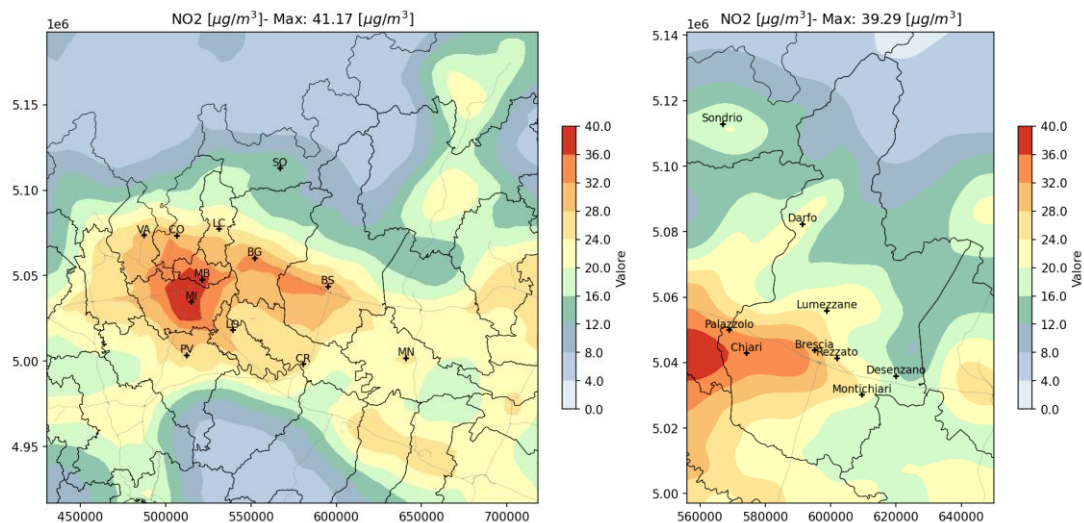 NO2 [μg/m³]- Max: 41.17 [μg/m³]
1e6
5.15
5.10
5.05
5.00
4.95
450000 500000 550000 600000 650000 700000
SO
VA CO LC
BG
MB
BS
MI
LO
PV
CR
MN
40.0
36.0
32.0
28.0
24.0
20.0
16.0
12.0
8.0
4.0
0.0
Valore
NO2 [μg/m³]- Max: 39.29 [μg/m³]
1e6
5.14
5.12
5.10
5.08
5.06
5.04
5.02
5.00
560000 580000 600000 620000 640000
Sondrio
Darfo
Lumezzane
Palazzolo
Chiari
Brescia
Rezzato
Desenzano
Montichiari
40.0
36.0
32.0
28.0
24.0
20.0
16.0
12.0
8.0
4.0
0.0
Valore